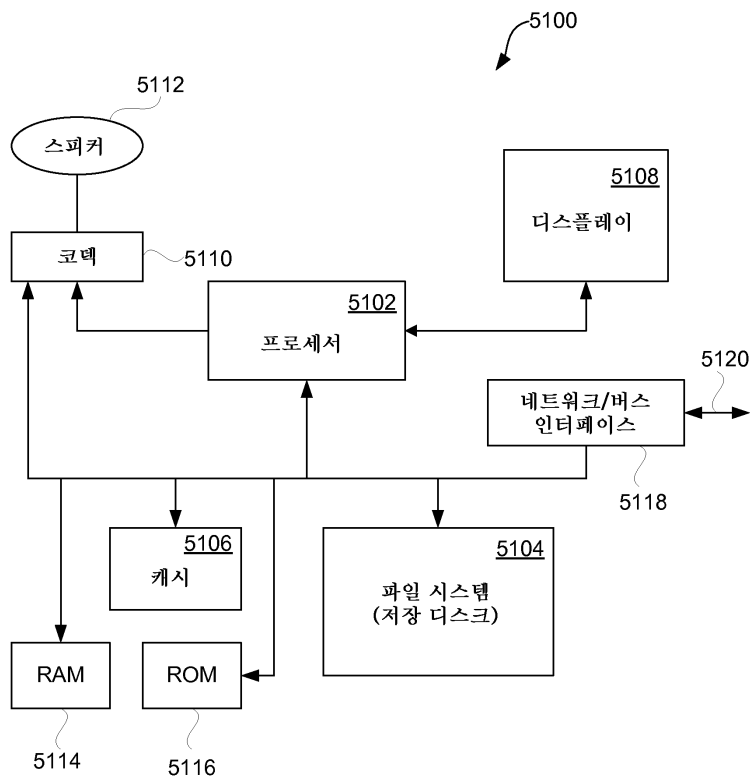 5100
5112
스피커
5108
디스플레이
코덱
5110
5102
프로세서
5120
네트워크/버스
인터페이스
5118
5106
캐시
5104
파일 시스템
(저장 디스크)
RAM
ROM
5114
5116